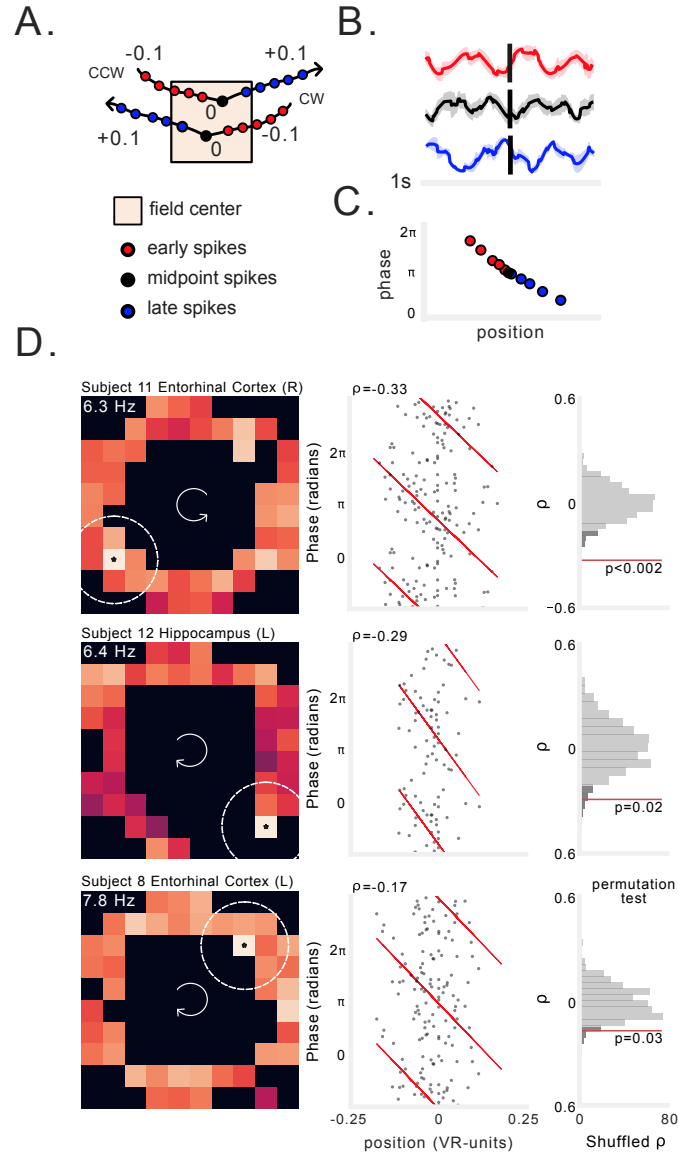 A.
-0.1
+0.1
CCW
CW
0
+0.1
0
-0.1
field center
early spikes
midpoint spikes
late spikes
B.
1s
C.
2π
phase
π
0
position
D.
Subject 11 Entorhinal Cortex (R)
6.3 Hz
ρ=-0.33
Phase (radians)
2π
π
0
0.6
ρ
0
p<0.002
−0.6
Subject 12 Hippocampus (L)
6.4 Hz
ρ=-0.29
Phase (radians)
2π
π
0
0.6
ρ
0
p=0.02
0.6
Subject 8 Entorhinal Cortex (L)
7.8 Hz
ρ=-0.17
Phase (radians)
2π
π
0
-0.25
0
0.25
position (VR-units)
permutation
test
0.6
ρ
0
p=0.03
0.6
0
80
Shuffled ρ